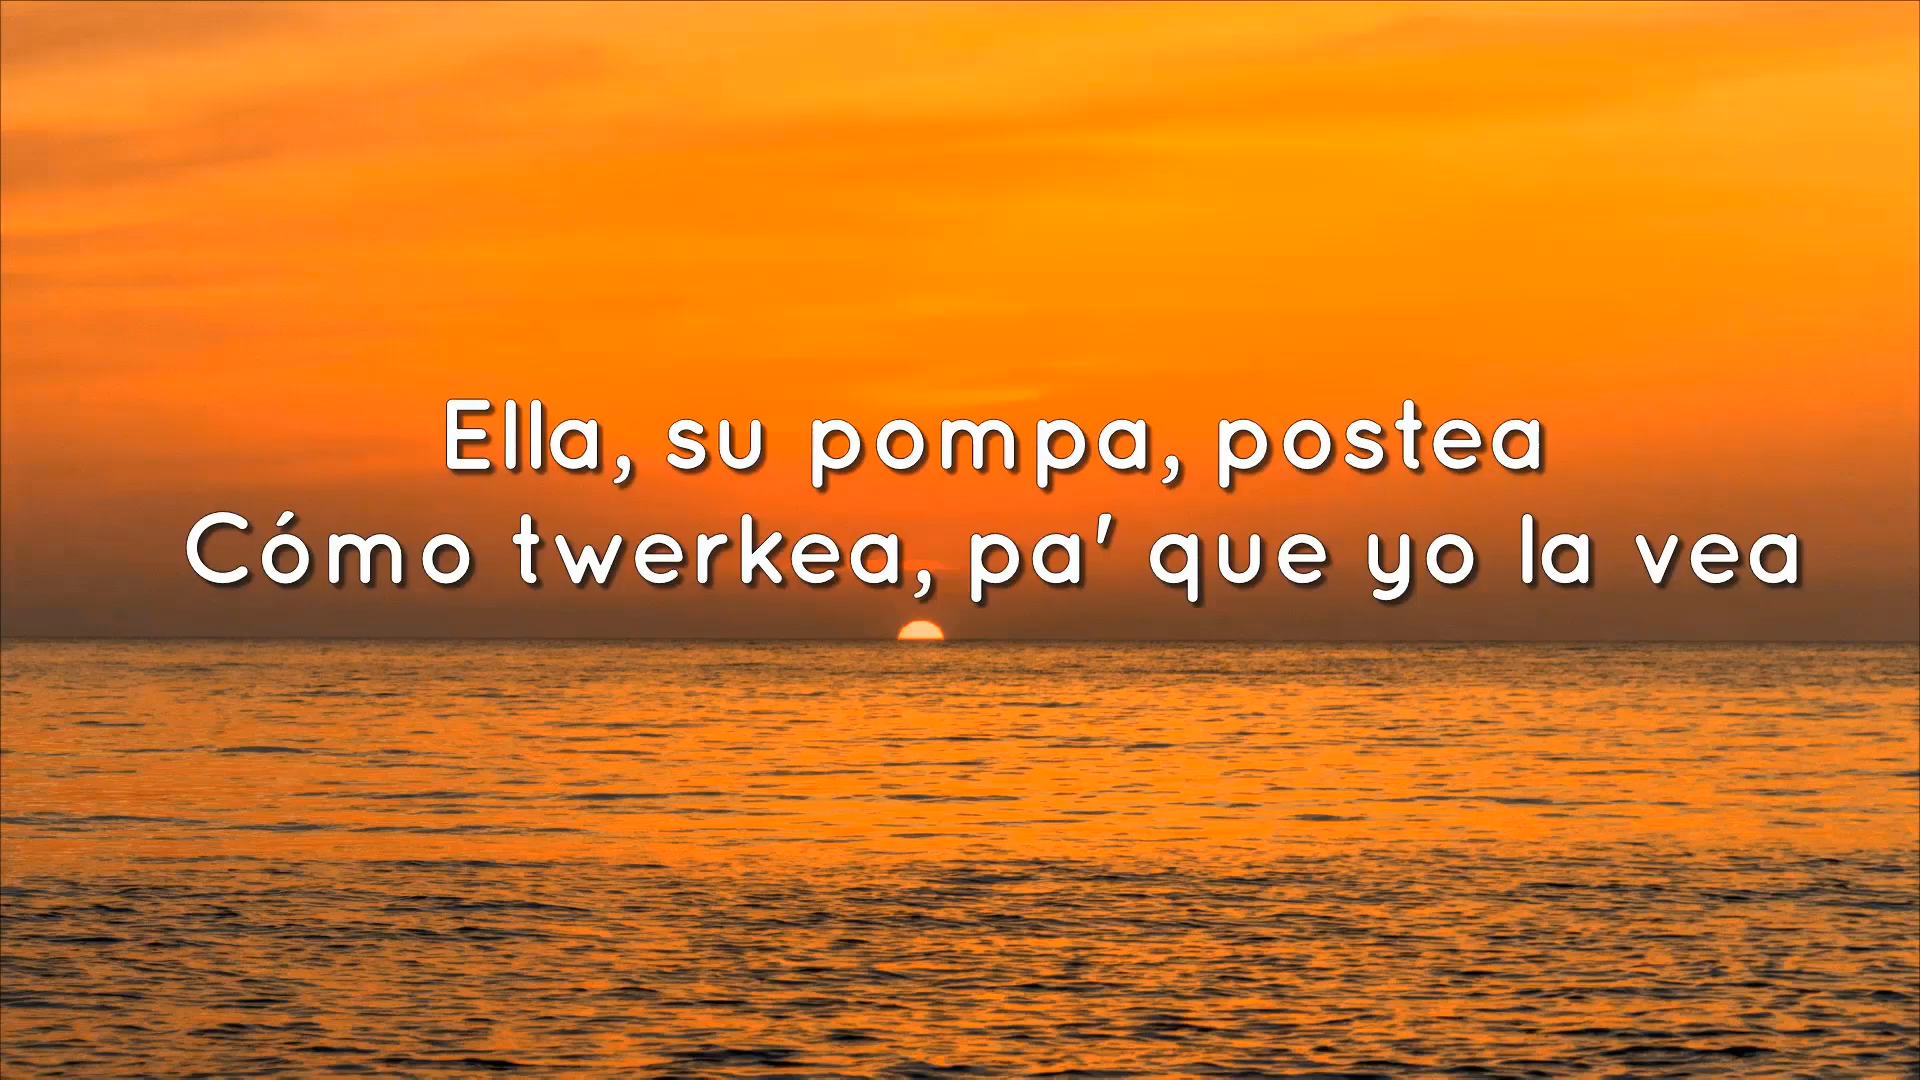 Ella, su pompa, postea
Cómo twerkea, pa' que yo la vea